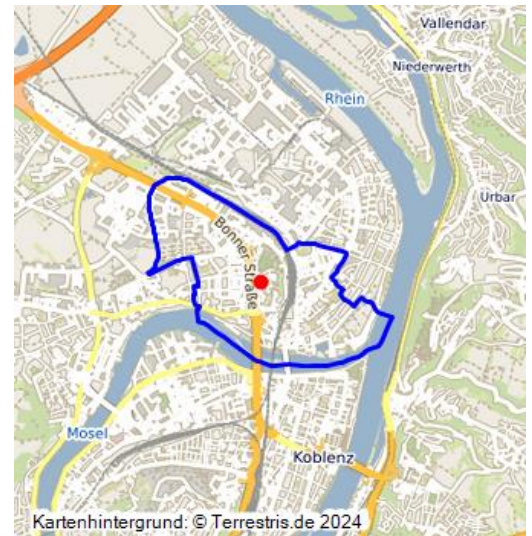 Vallendar
Niederwerth
Rhein
Urbar
Bonner Straße
Mosel
Koblenz
Kartenhintergrund: © Terrestris.de 2024